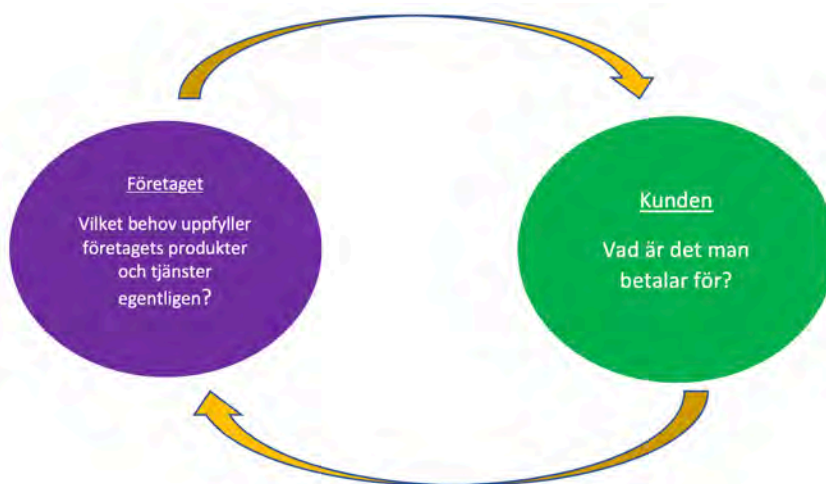 Företaget
Vilket behov uppfyller
företagets produkter
och tjänster
egentligen?
Kunden
Vad är det man
betalar för?